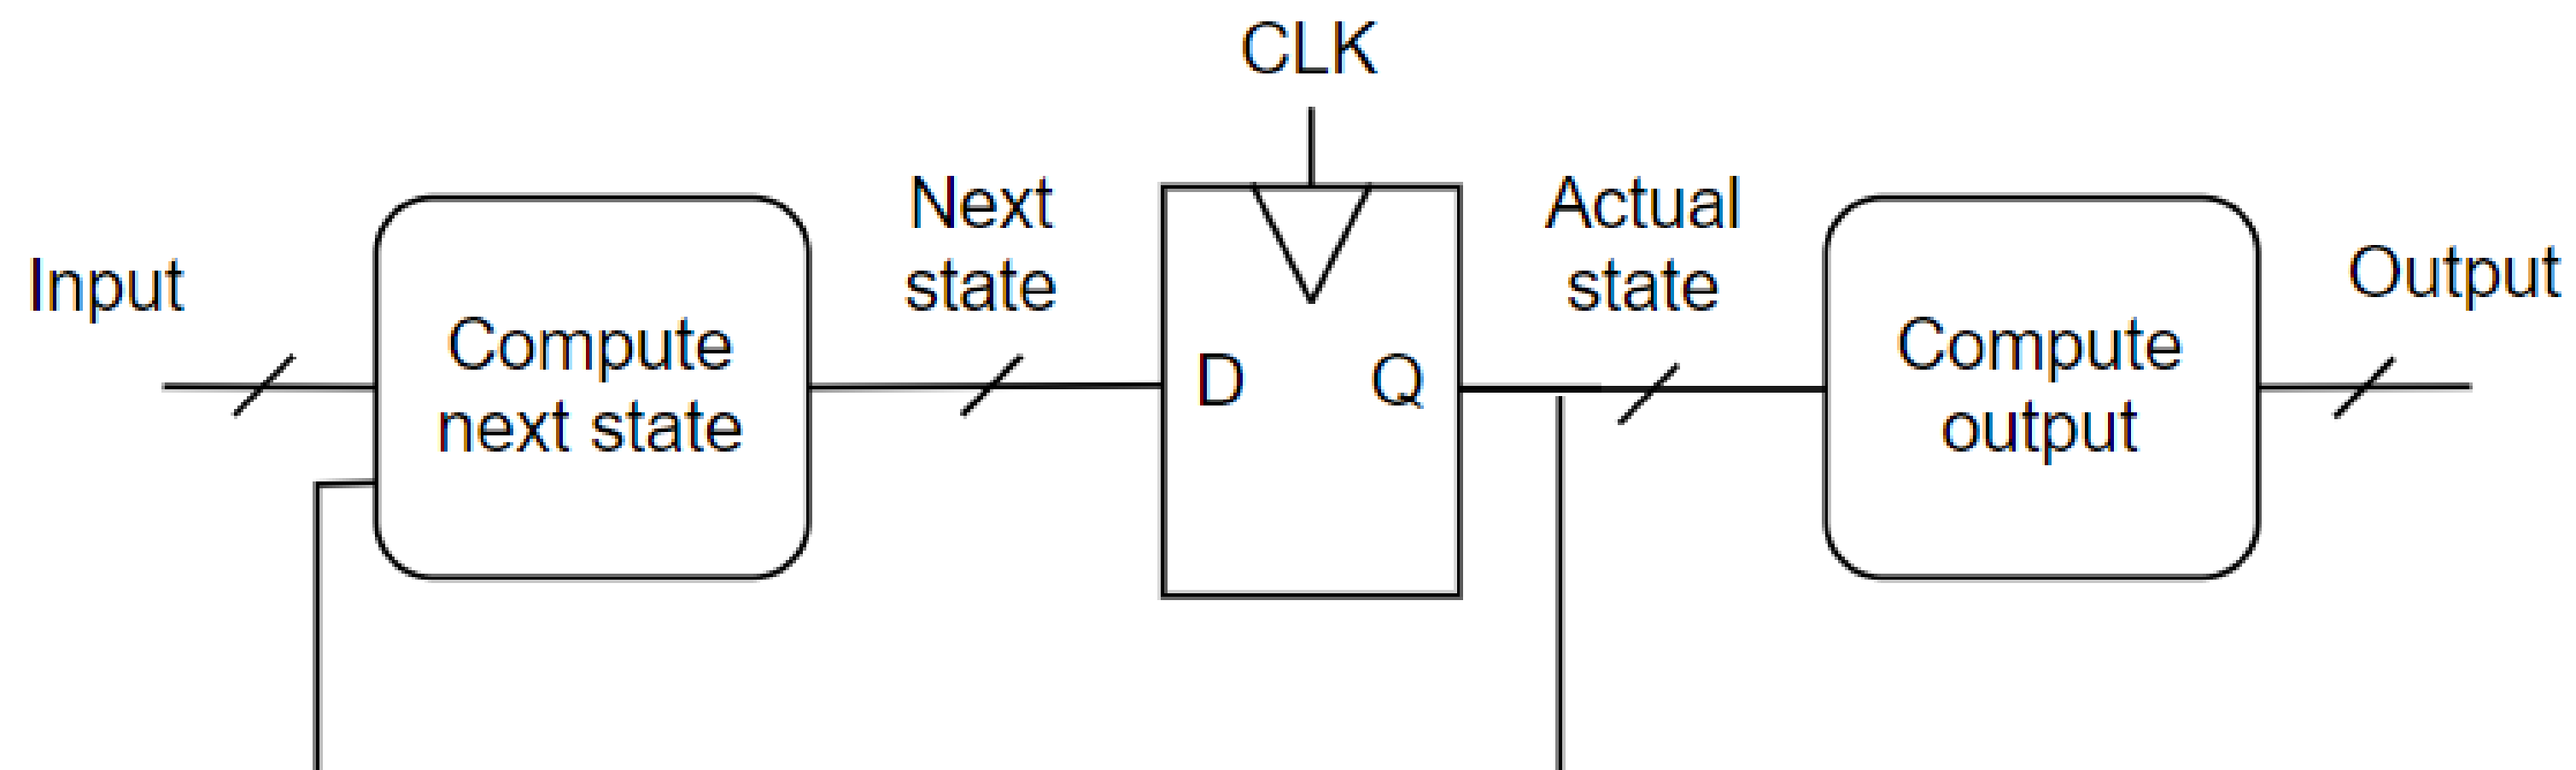 CLK
Input
Compute
next state
Next
state
D
Q
Actual
state
Compute
output
Output